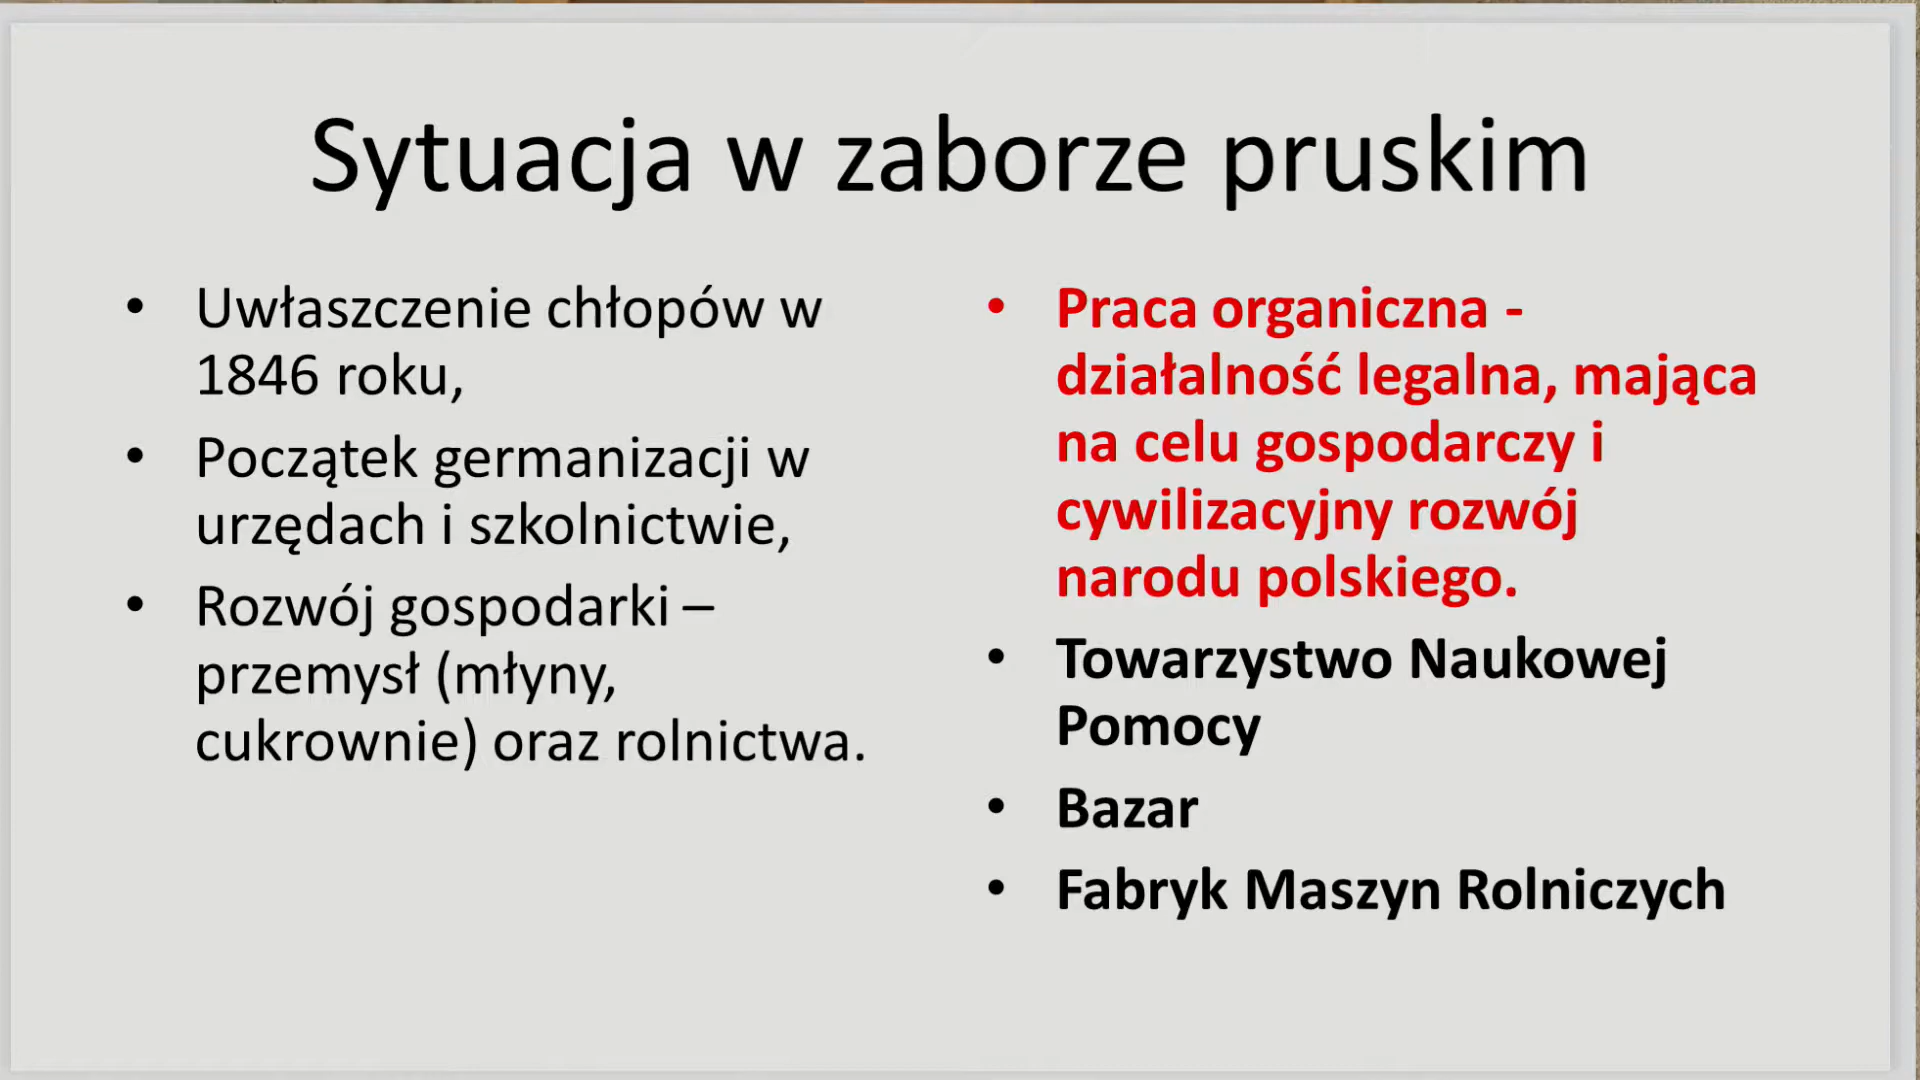 Sytuacja w zaborze pruskim
• Uwłaszczenie chłopów w
1846 roku,
• Początek germanizacji w
urzędach i szkolnictwie,
• Rozwój gospodarki –
przemysł (młyny,
cukrownie) oraz rolnictwa.
• Praca organiczna -
działalność legalna, mająca
na celu gospodarczy i
cywilizacyjny rozwój
narodu polskiego.
• Towarzystwo Naukowej
Pomocy
• Bazar
• Fabryk Maszyn Rolniczych